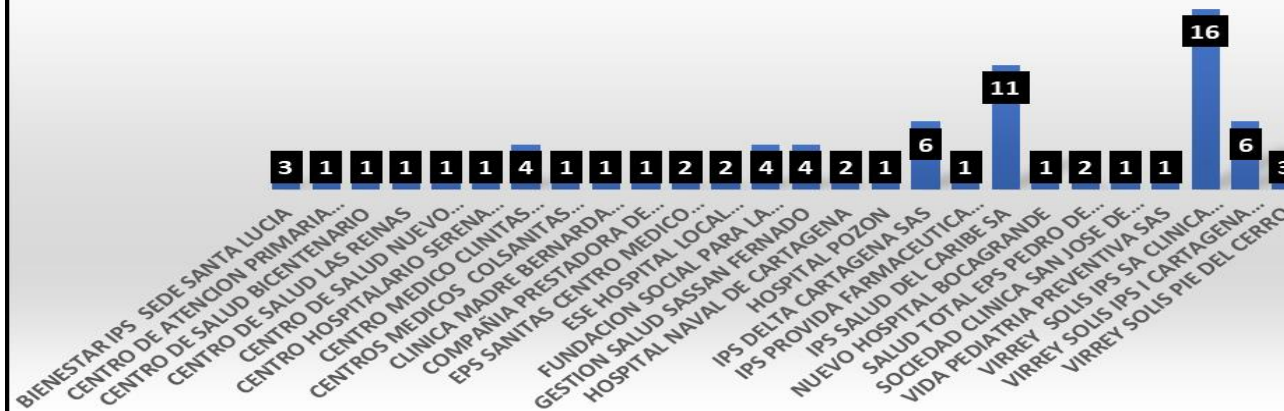 3
1
1
1
1
1
4
1
1
1
2
2
4
4
2
1
6
1
11
1
2
1
1
16
6
3
BIENESTAR IPS SEDE SANTA LUCIA
CENTRO DE ATENCION PRIMARIA...
CENTRO DE SALUD BICENTENARIO
CENTRO DE SALUD LAS REINAS
CENTRO DE SALUD NUEVO...
CENTRO HOSPITALARIO SERENA...
CENTRO MEDICO CLINITAS...
CENTROS MEDICOS COLSANITAS...
CLINICA MADRE BERNARDA...
COMPAÑIA PRESTADORA DE...
EPS SANITAS CENTRO MEDICO...
ESE HOSPITAL LOCAL...
FUNDACION SOCIAL PARA LA...
GESTION SALUD SASSAN FERNADO
HOSPITAL NAVAL DE CARTAGENA
HOSPITAL POZON
IPS DELTA CARTAGENA SAS
IPS PROVIDA FARMACEUTICA...
IPS SALUD DEL CARIBE SA
NUEVO HOSPITAL BOCAGRANDE
SALUD TOTAL EPS PEDRO DE...
SOCIEDAD CLINICA SAN JOSE DE...
VIDA PEDIATRIA PREVENTIVA SAS
VIRREY SOLIS IPS SA CLINICA...
VIRREY SOLIS IPS I CARTAGENA...
VIRREY SOLIS PIE DEL CERRO